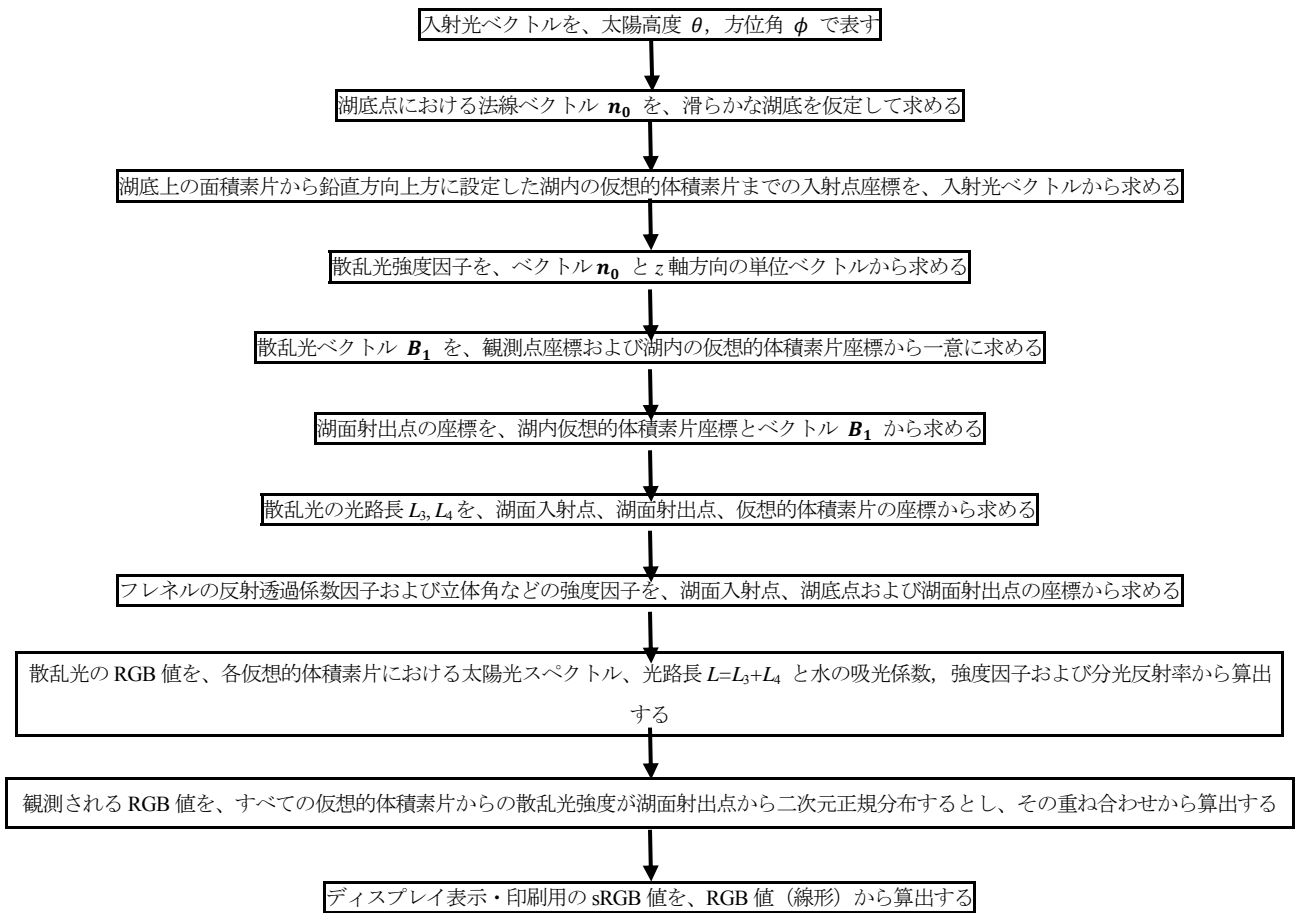 入射光ベクトルを、太陽高度 θ, 方位角 ϕ で表す
湖底点における法線ベクトル n₀ を、滑らかな湖底を仮定して求める
湖底上の面積素片から鉛直方向上方に設定した湖内の仮想的体積素片までの入射点座標を、入射光ベクトルから求める
散乱光強度因子を、ベクトル n₀ と z 軸方向の単位ベクトルから求める
散乱光ベクトル B₁ を、観測点座標および湖内の仮想的体積素片座標から一意に求める
湖面射出点の座標を、湖内仮想的体積素片座標とベクトル B₁ から求める
散乱光の光路長 L₃, L₄を、湖面入射点、湖面射出点、仮想的体積素片の座標から求める
フレネルの反射透過係数因子および立体角などの強度因子を、湖面入射点、湖底点および湖面射出点の座標から求める
散乱光の RGB 値を、各仮想的体積素片における太陽光スペクトル、光路長 L=L₃+L₄ と水の吸光係数，強度因子および分光反射率から算出
する
観測される RGB 値を、すべての仮想的体積素片からの散乱光強度が湖面射出点から二次元正規分布するとし、その重ね合わせから算出する
ディスプレイ表示・印刷用の sRGB 値を、RGB 値（線形）から算出する